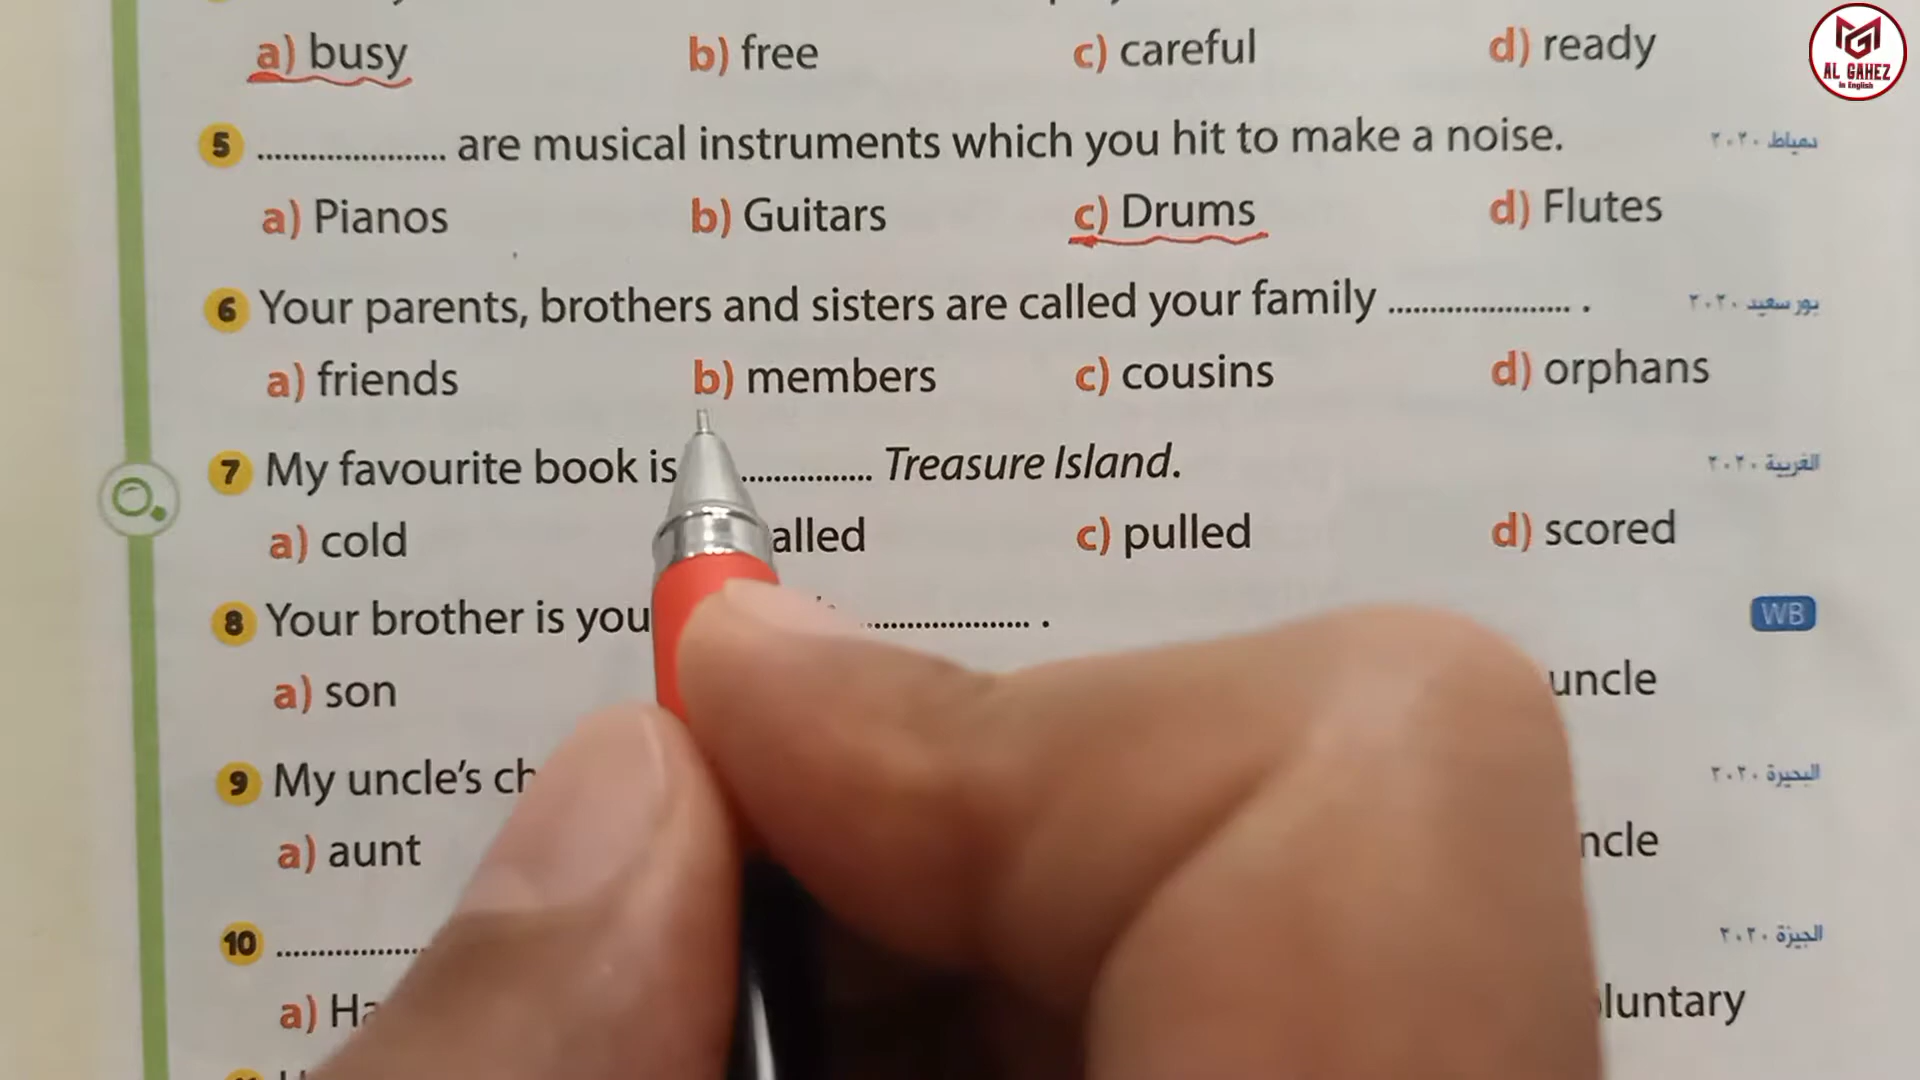 AL GAHEZ
in English
a) busy b) free c) careful d) ready
5 ..................... are musical instruments which you hit to make a noise. دمياط ٢٠٢٠
a) Pianos b) Guitars c) Drums d) Flutes
6 Your parents, brothers and sisters are called your family ..................... . بورسعيد ٢٠٢٠
a) friends b) members c) cousins d) orphans
7 My favourite book is ............... Treasure Island. الغربية ٢٠٢٠
a) cold alled c) pulled d) scored
8 Your brother is you .................. . WB
a) son uncle
9 My uncle's ch البحيرة ٢٠٢٠
a) aunt ncle
10 ................. الجيزة ٢٠٢٠
a) Ha luntary